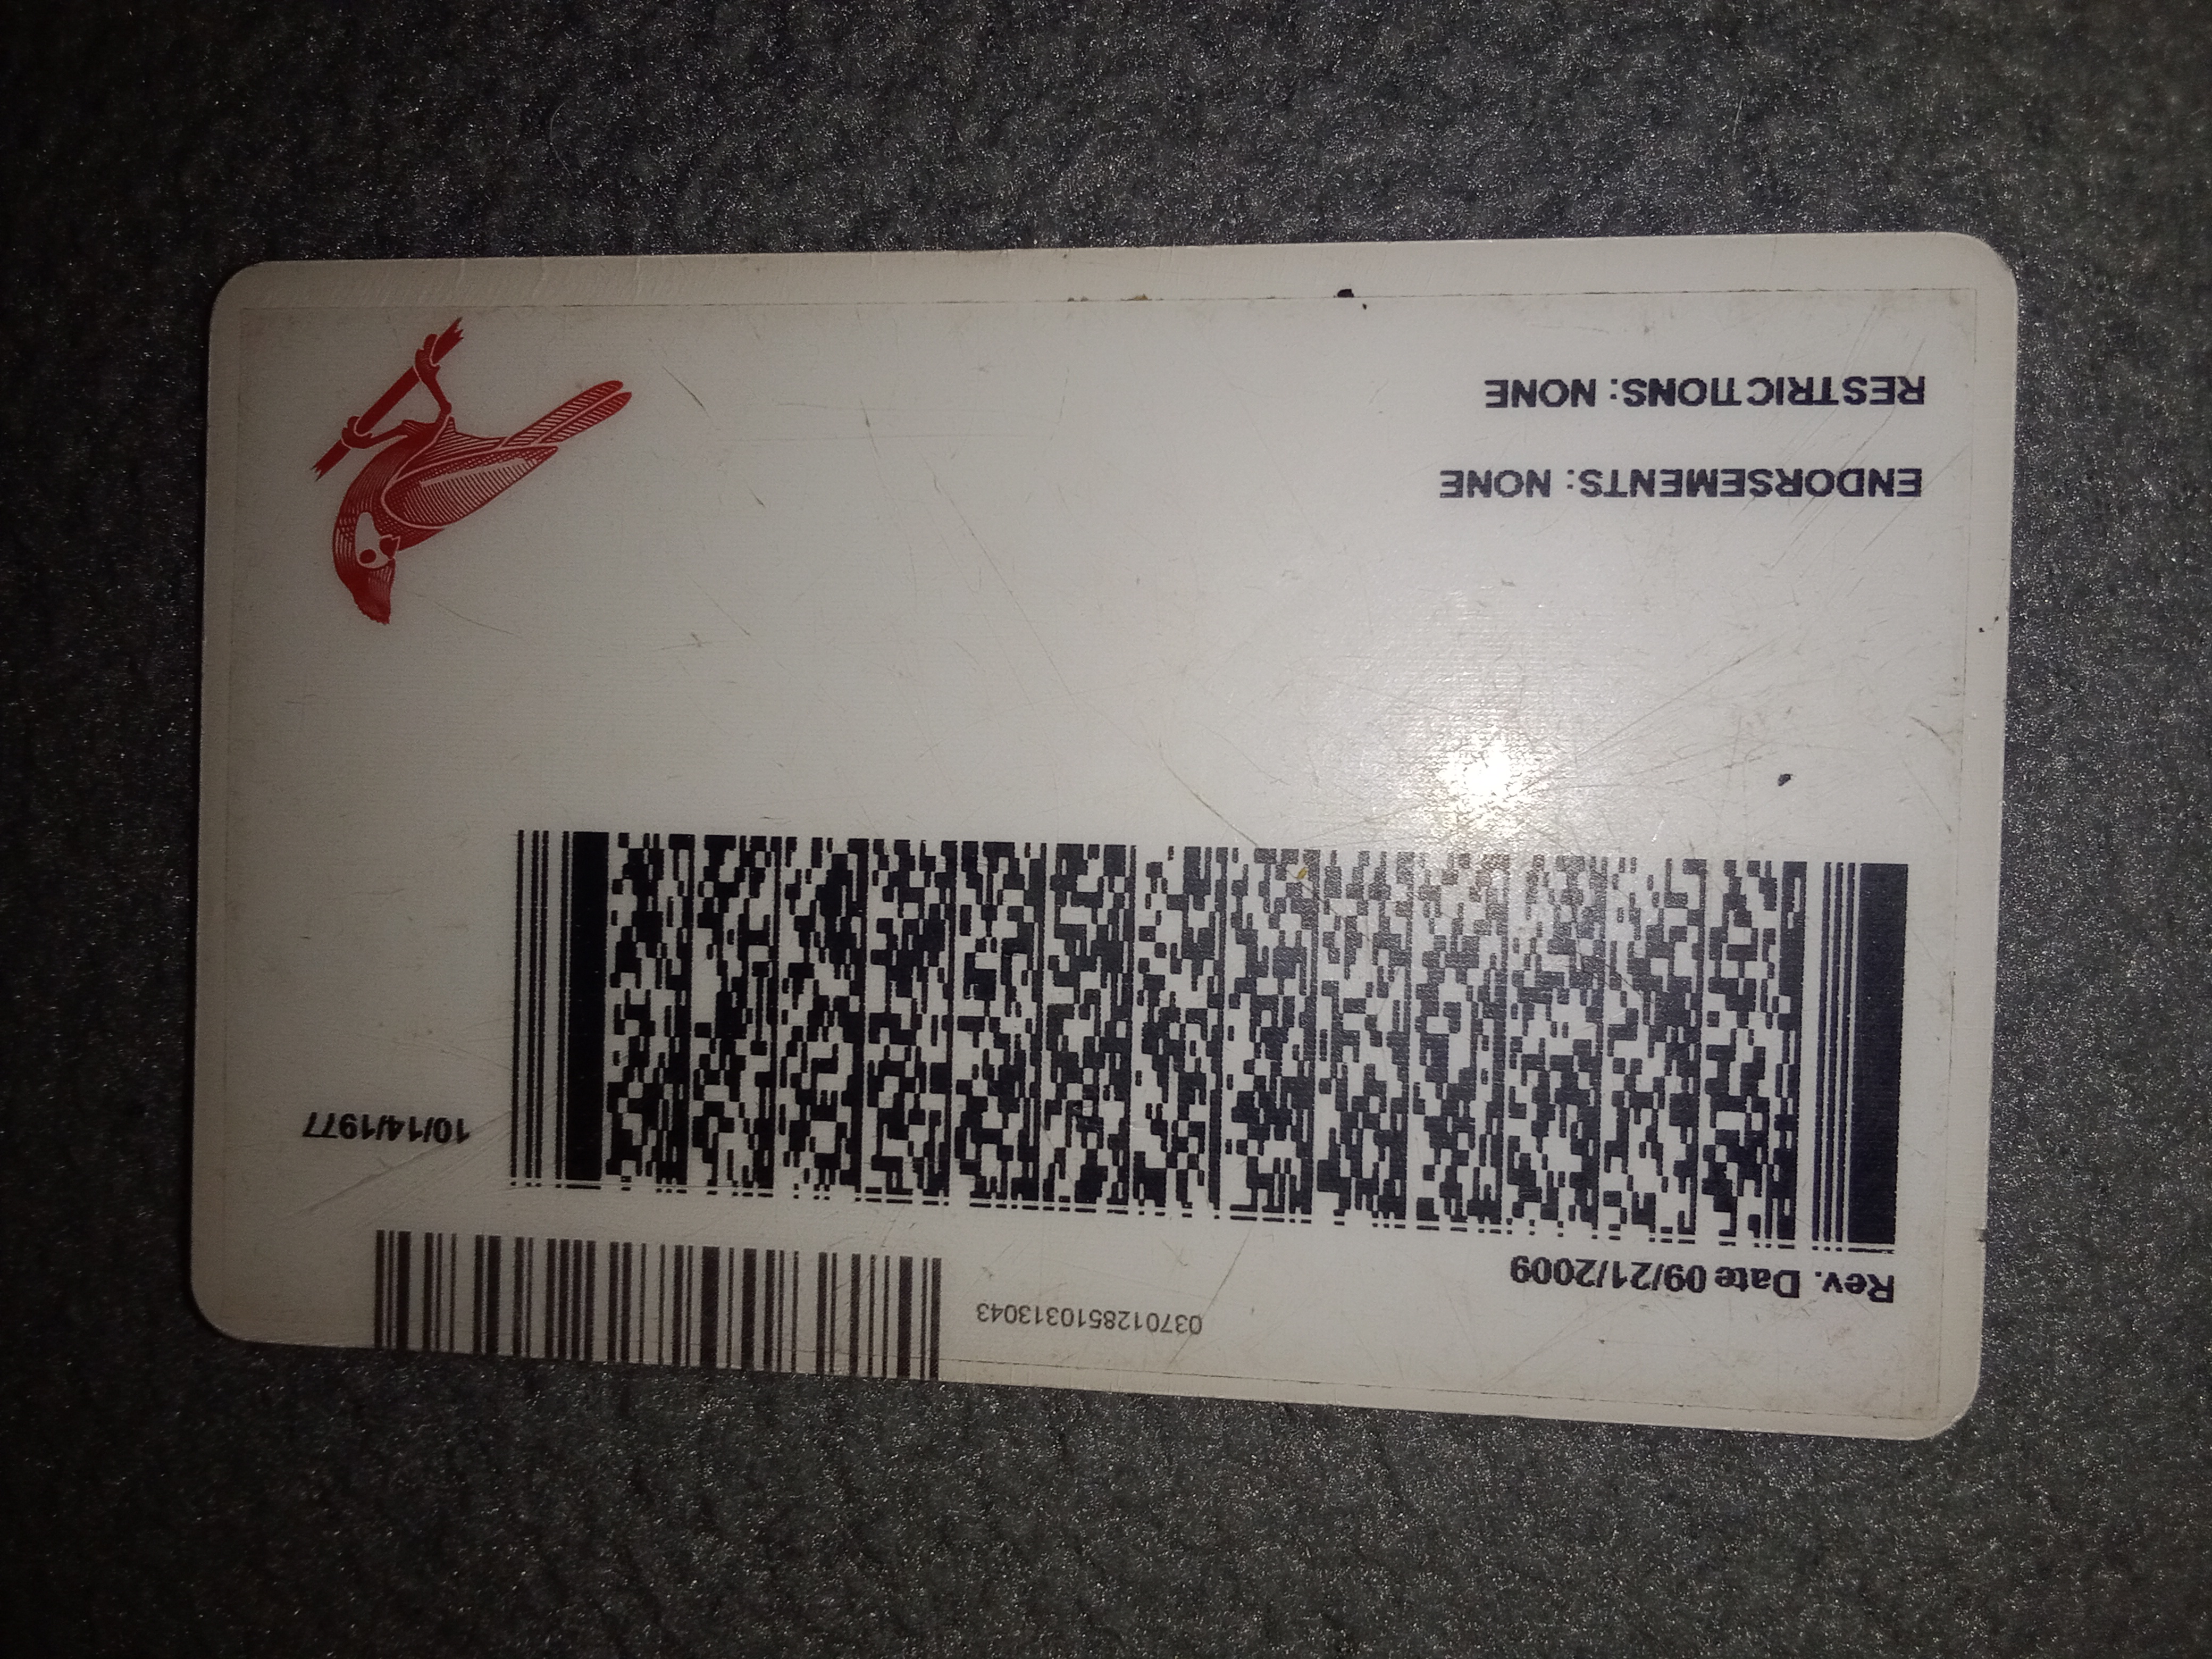 0370128510313043
Rev. Date 09/21/2009
10/14/1977
ENDORSEMENTS: NONE
RESTRICTIONS: NONE